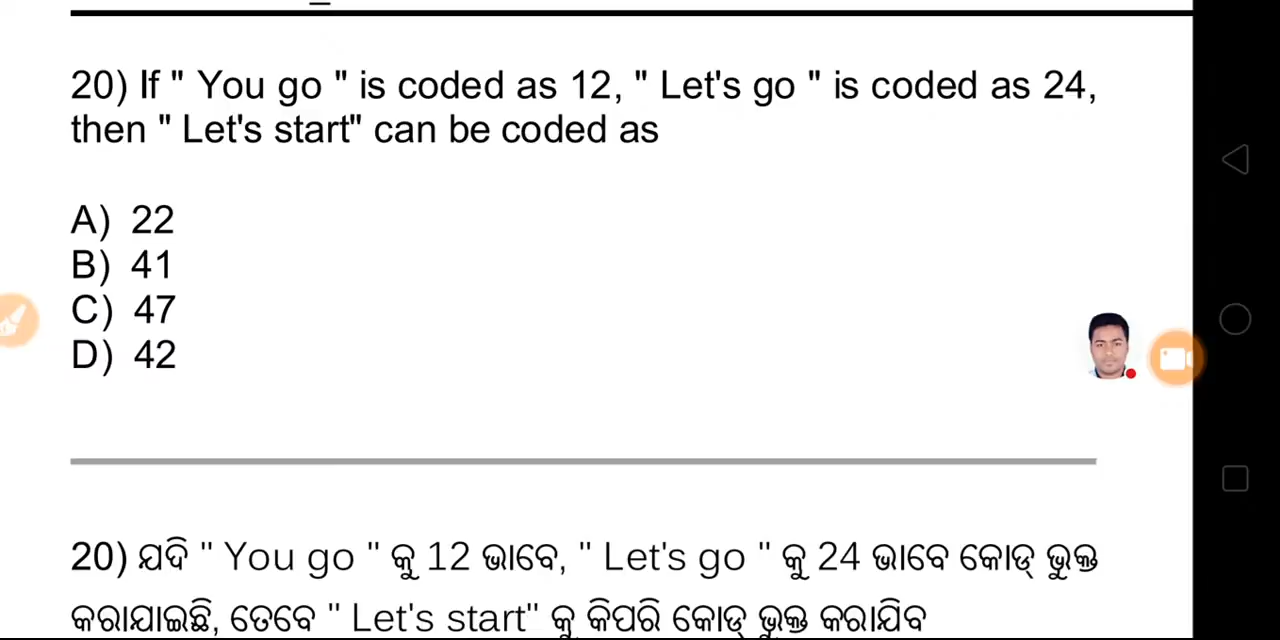 20) If " You go " is coded as 12, " Let's go " is coded as 24,
then " Let's start" can be coded as
A) 22
B) 41
C) 47
D) 42
20) ଯଦି " You go " କୁ 12 ଭାବେ, " Let's go " କୁ 24 ଭାବେ କୋଡ୍ ଭୁକ୍ତ
କରାଯାଇଛି, ତେବେ " Let's start" କୁ କିପରି କୋଡ୍ ଭୁକ୍ତ କରାଯିବ